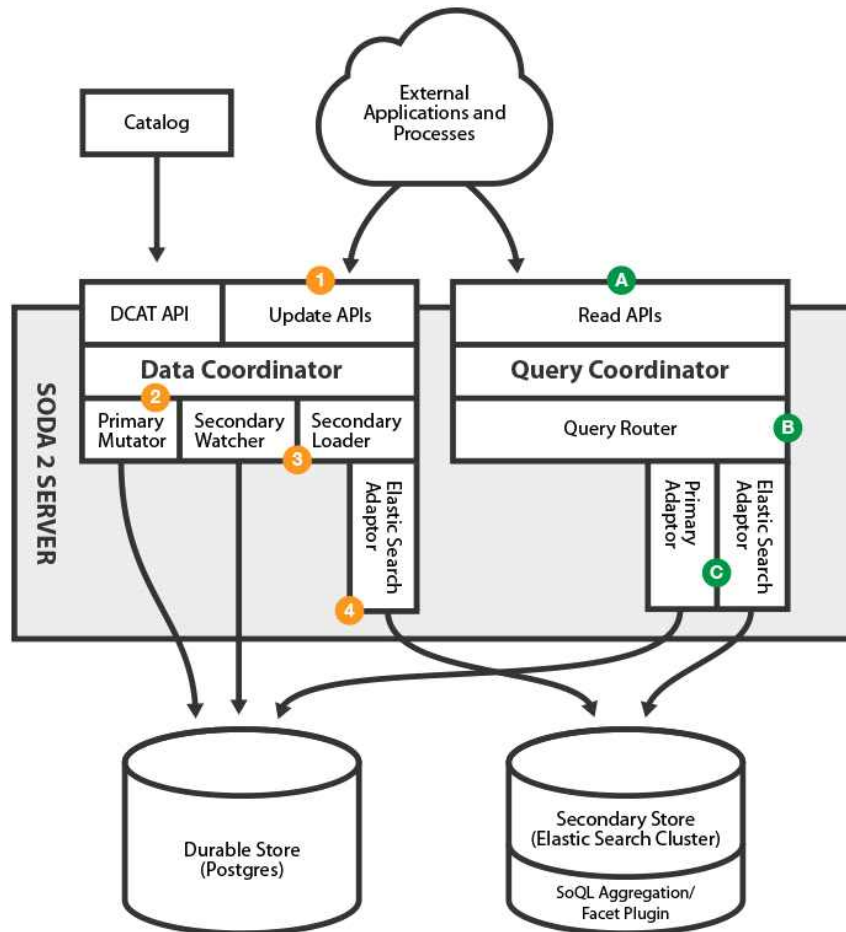 External
Applications and
Processes
Catalog
1
A
DCAT API
Update APIs
Read APIs
Data Coordinator
Query Coordinator
2
Primary
Mutator
Secondary
Watcher
Secondary
Loader
Query Router
B
3
SODA 2 SERVER
Elastic Search
Adaptor
Primary
Adaptor
Elastic Search
Adaptor
C
4
Durable Store
(Postgres)
Secondary Store
(Elastic Search Cluster)
SoQL Aggregation/
Facet Plugin